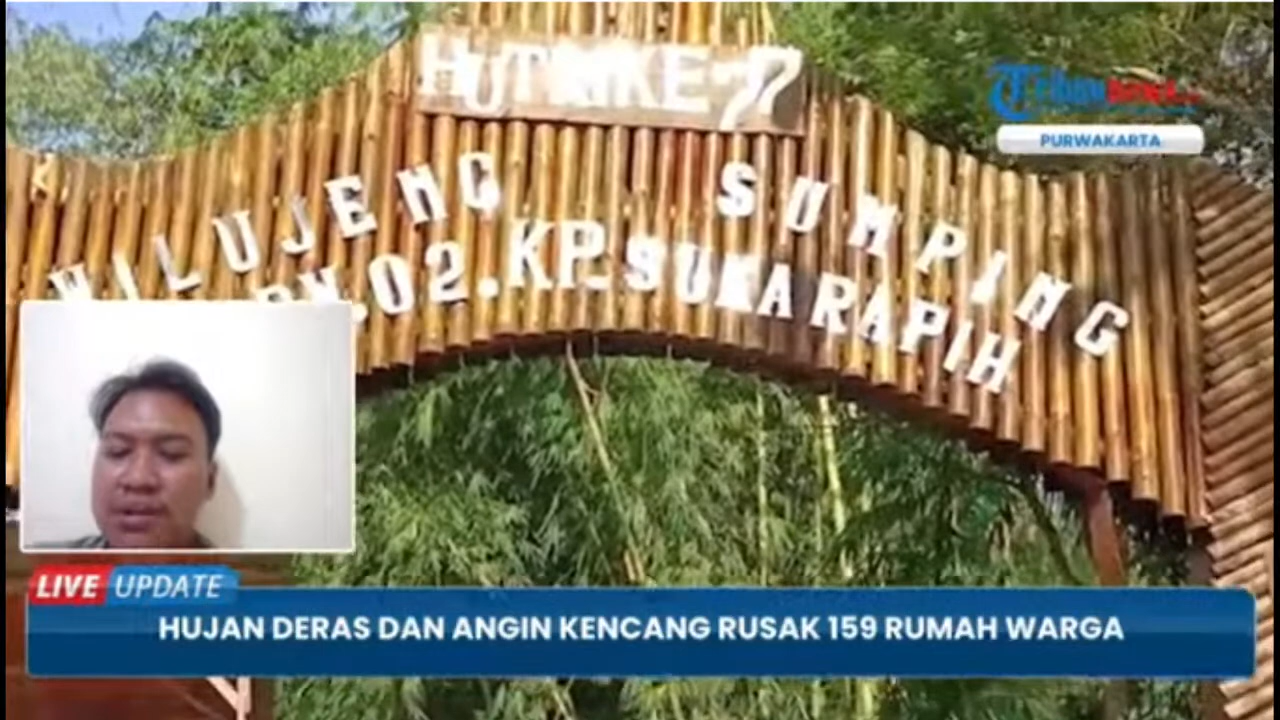 HUT RI KE-77
Tribun
PURWAKARTA
WILUJENG SUMPING
.02.KP.SUKARAPIH
LIVE UPDATE
HUJAN DERAS DAN ANGIN KENCANG RUSAK 159 RUMAH WARGA